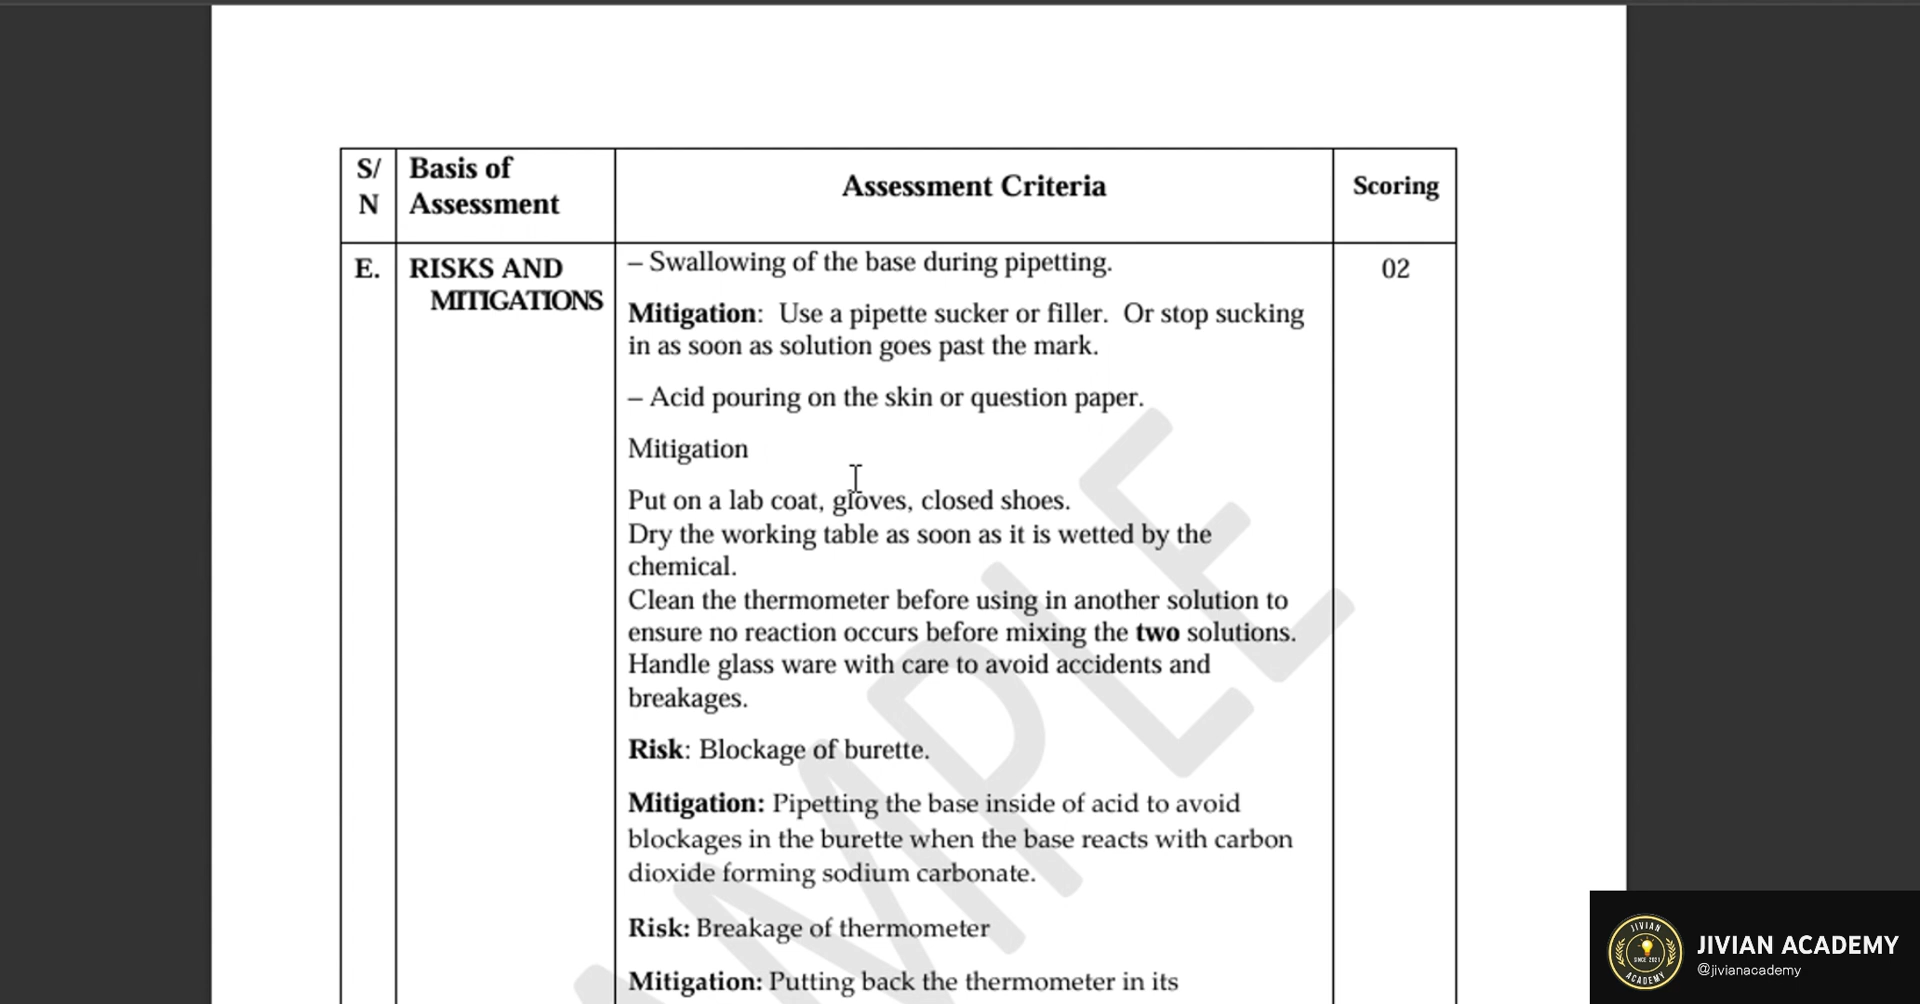 S/
N
Basis of
Assessment
Assessment Criteria
Scoring
E.
RISKS AND
MITIGATIONS
– Swallowing of the base during pipetting.
02
Mitigation:  Use a pipette sucker or filler.  Or stop sucking
in as soon as solution goes past the mark.
– Acid pouring on the skin or question paper.
Mitigation
Put on a lab coat, gloves, closed shoes.
Dry the working table as soon as it is wetted by the
chemical.
Clean the thermometer before using in another solution to
ensure no reaction occurs before mixing the two solutions.
Handle glass ware with care to avoid accidents and
breakages.
Risk: Blockage of burette.
Mitigation: Pipetting the base inside of acid to avoid
blockages in the burette when the base reacts with carbon
dioxide forming sodium carbonate.
Risk: Breakage of thermometer
Mitigation: Putting back the thermometer in its
JIVIAN
SINCE 2021
ACADEMY
JIVIAN ACADEMY
@jivianacademy